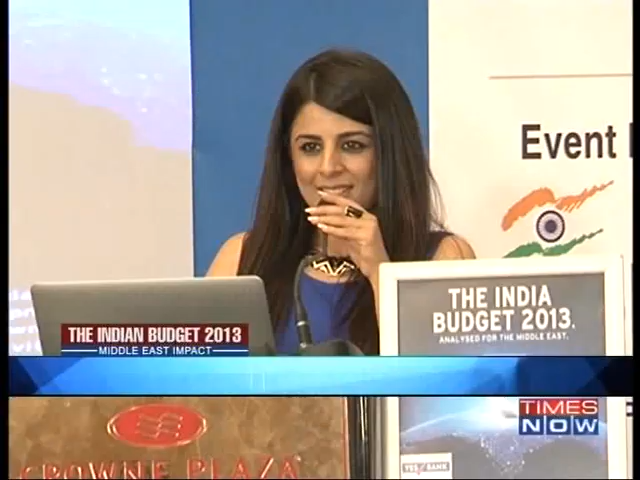 Event
THE INDIA
BUDGET 2013.
ANALYSED FOR THE MIDDLE EAST.
THE INDIAN BUDGET 2013
MIDDLE EAST IMPACT
TIMES
NOW
YES BANK
CROWNE PLAZA